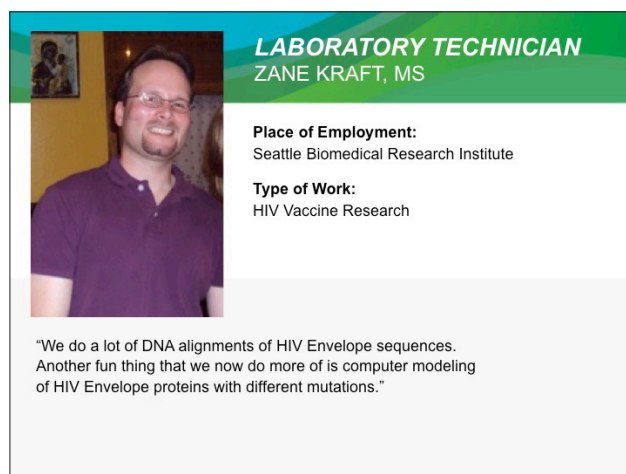 LABORATORY TECHNICIAN
ZANE KRAFT, MS
Place of Employment:
Seattle Biomedical Research Institute
Type of Work:
HIV Vaccine Research
“We do a lot of DNA alignments of HIV Envelope sequences.
Another fun thing that we now do more of is computer modeling
of HIV Envelope proteins with different mutations.”